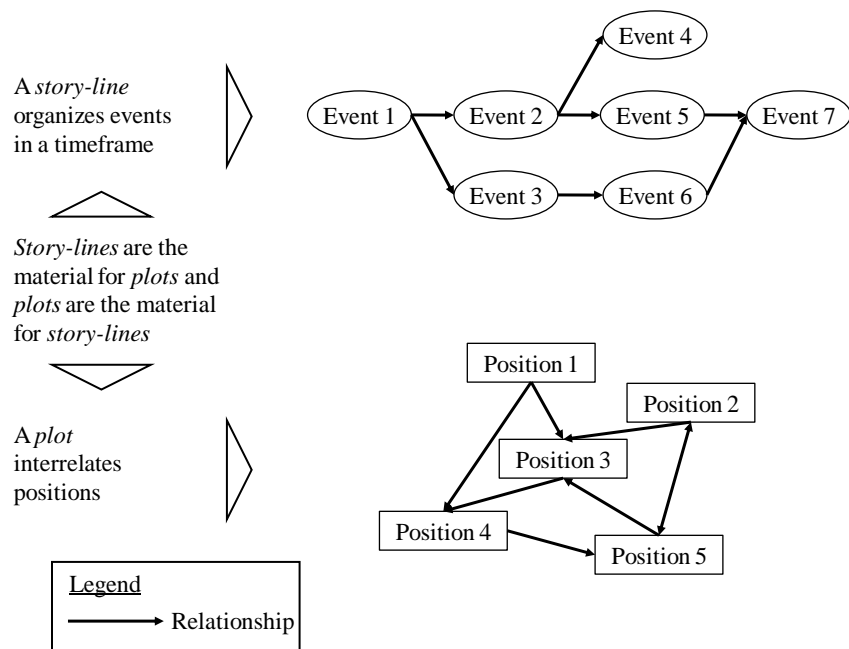 A story-line
organizes events
in a timeframe
Event 4
Event 1
Event 2
Event 5
Event 7
Event 3
Event 6
Story-lines are the
material for plots and
plots are the material
for story-lines
A plot
interrelates
positions
Position 1
Position 2
Position 3
Position 4
Position 5
Legend
Relationship